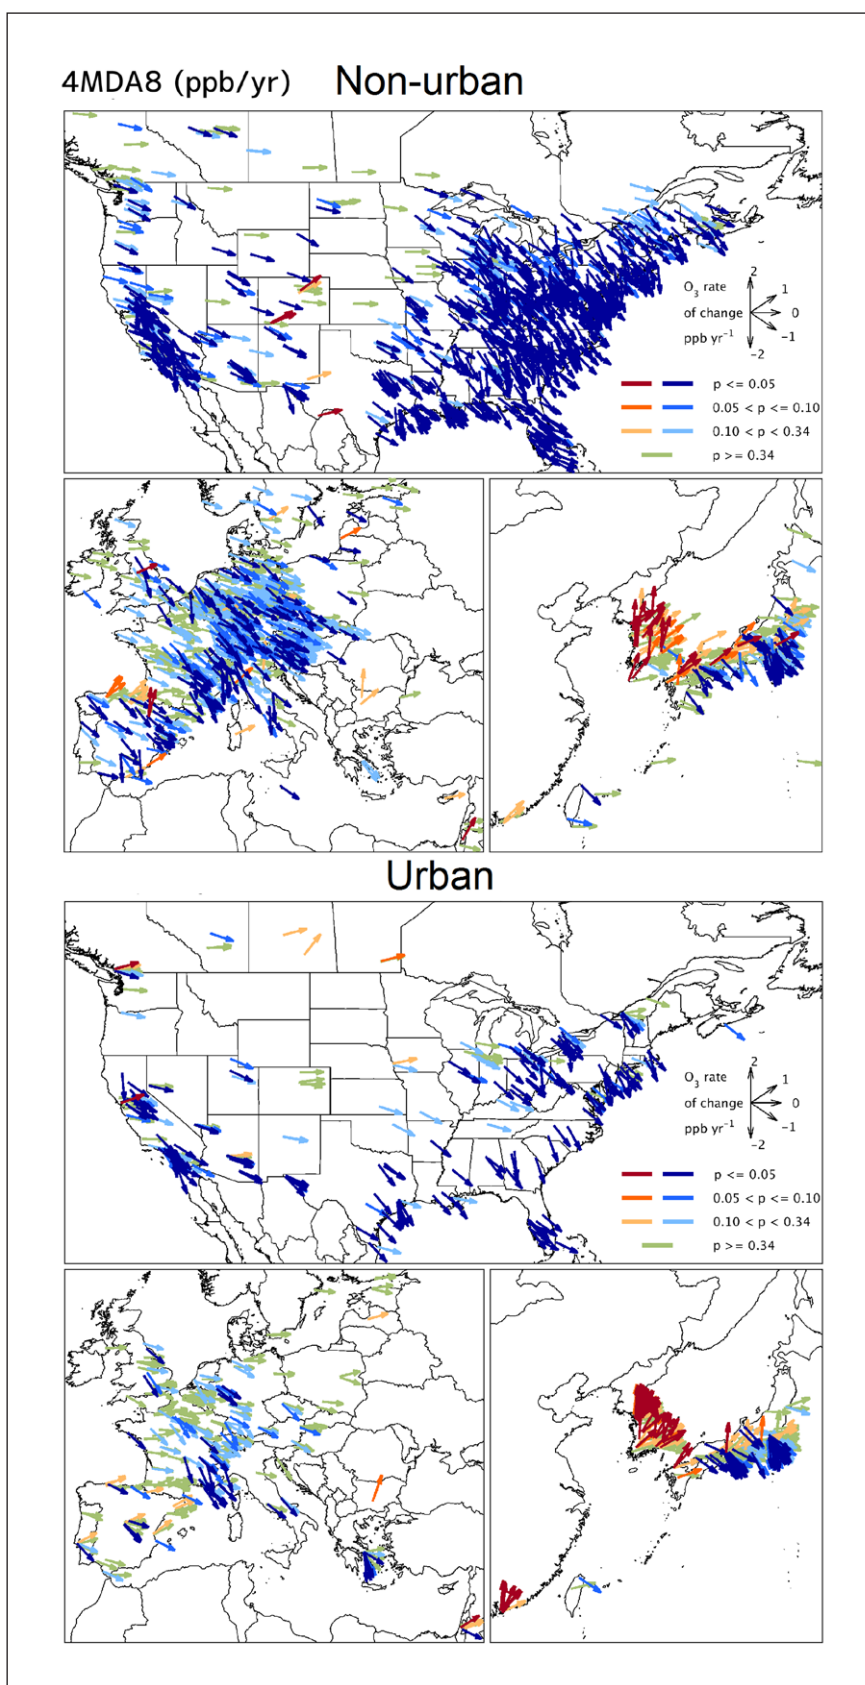 4MDA8 (ppb/yr) Non-urban
2
O3 rate 1
of change 0
ppb yr−1 −1
−2
p <= 0.05
0.05 < p <= 0.10
0.10 < p < 0.34
p >= 0.34
Urban
2
O3 rate 1
of change 0
ppb yr−1 −1
−2
p <= 0.05
0.05 < p <= 0.10
0.10 < p < 0.34
p >= 0.34